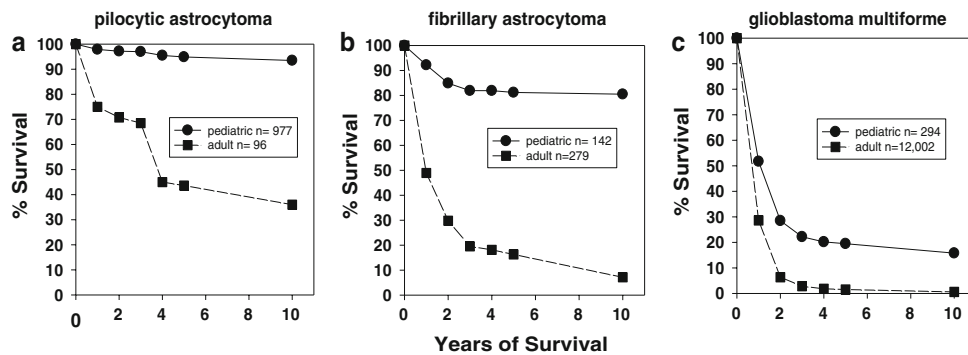 pilocytic astrocytoma
a
% Survival
100
90
80
70
60
50
40
30
20
10
0
pediatric n= 977
adult n= 96
0 2 4 6 8 10
fibrillary astrocytoma
b
% Survival
100
90
80
70
60
50
40
30
20
10
0
pediatric n= 142
adult n=279
0 2 4 6 8 10
Years of Survival
glioblastoma multiforme
c
% Survival
100
90
80
70
60
50
40
30
20
10
0
pediatric n= 294
adult n=12,002
0 2 4 6 8 10